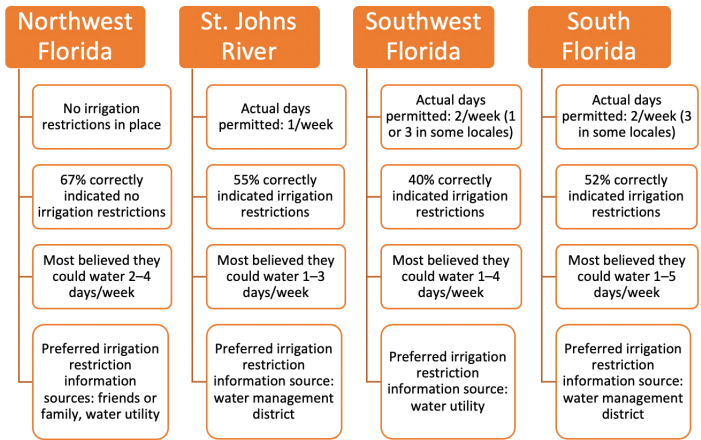 Northwest
Florida
No irrigation
restrictions in place
67% correctly
indicated no
irrigation restrictions
Most believed they
could water 2–4
days/week
Preferred irrigation
restriction
information
sources: friends or
family, water utility
St. Johns
River
Actual days
permitted: 1/week
55% correctly
indicated irrigation
restrictions
Most believed they
could water 1–3
days/week
Preferred irrigation
restriction
information source:
water management
district
Southwest
Florida
Actual days
permitted: 2/week (1
or 3 in some locales)
40% correctly
indicated irrigation
restrictions
Most believed they
could water 1–4
days/week
Preferred irrigation
restriction
information source:
water utility
South
Florida
Actual days
permitted: 2/week (3
in some locales)
52% correctly
indicated irrigation
restrictions
Most believed they
could water 1–5
days/week
Preferred irrigation
restriction
information source:
water management
district